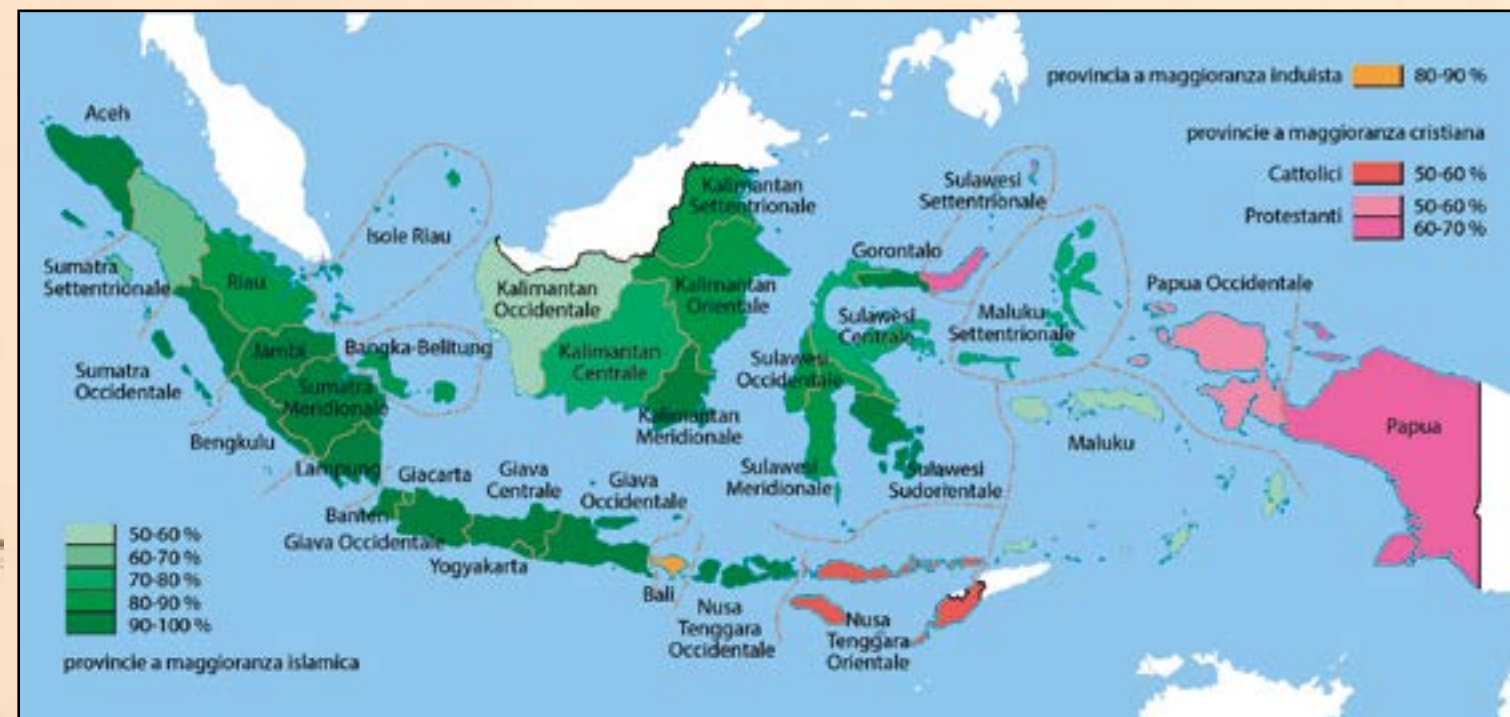 provincia a maggioranza induista 80-90 %
provincie a maggioranza cristiana
Cattolici 50-60 %
Protestanti 50-60 %
60-70 %
Aceh
Sumatra
Settentrionale
Riau
Isole Riau
Sumatra
Occidentale
Jambi
Bangka-Belitung
Sumatra
Meridionale
Bengkulu
Lampung
Kalimantan
Settentrionale
Kalimantan
Occidentale
Kalimantan
Orientale
Kalimantan
Centrale
Kalimantan
Meridionale
Sulawesi
Settentrionale
Gorontalo
Sulawesi
Centrale
Sulawesi
Occidentale
Sulawesi
Meridionale
Sulawesi
Sudorientale
Maluku
Settentrionale
Maluku
Papua Occidentale
Papua
Giacarta
Giava
Centrale
Giava
Occidentale
Banten
Giava Occidentale
Yogyakarta
Bali
Nusa
Tenggara
Occidentale
Nusa
Tenggara
Orientale
50-60 %
60-70 %
70-80 %
80-90 %
90-100 %
provincie a maggioranza islamica